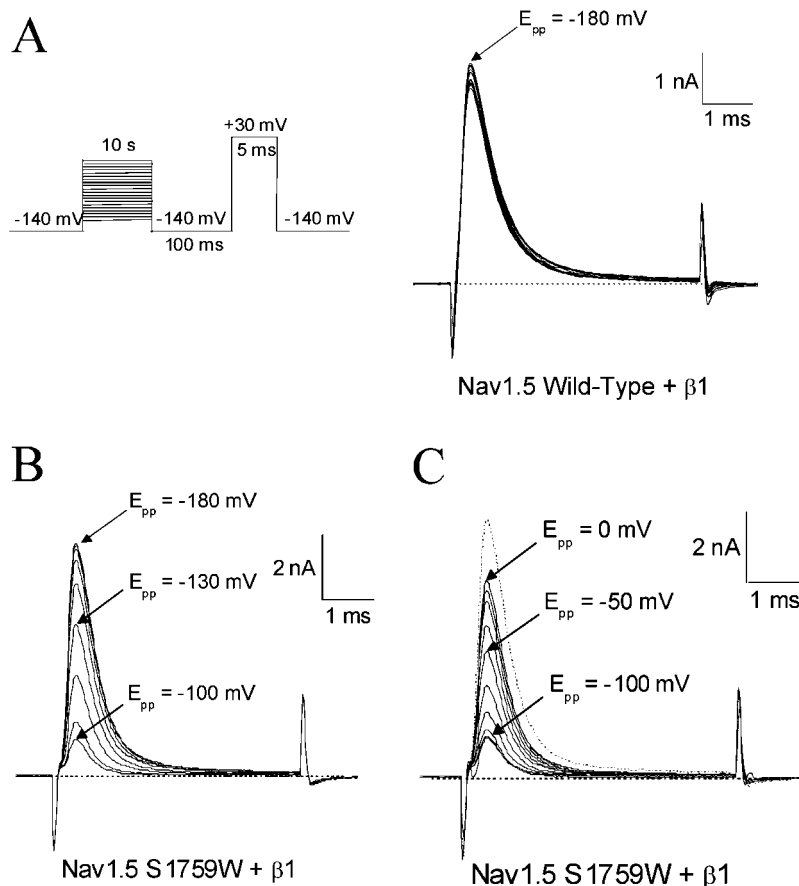 A
E_pp = -180 mV
1 nA
1 ms
+30 mV
10 s
5 ms
-140 mV
-140 mV
-140 mV
100 ms
Nav1.5 Wild-Type + β1
B
E_pp = -180 mV
E_pp = -130 mV
E_pp = -100 mV
2 nA
1 ms
Nav1.5 S1759W + β1
C
E_pp = 0 mV
E_pp = -50 mV
E_pp = -100 mV
2 nA
1 ms
Nav1.5 S1759W + β1